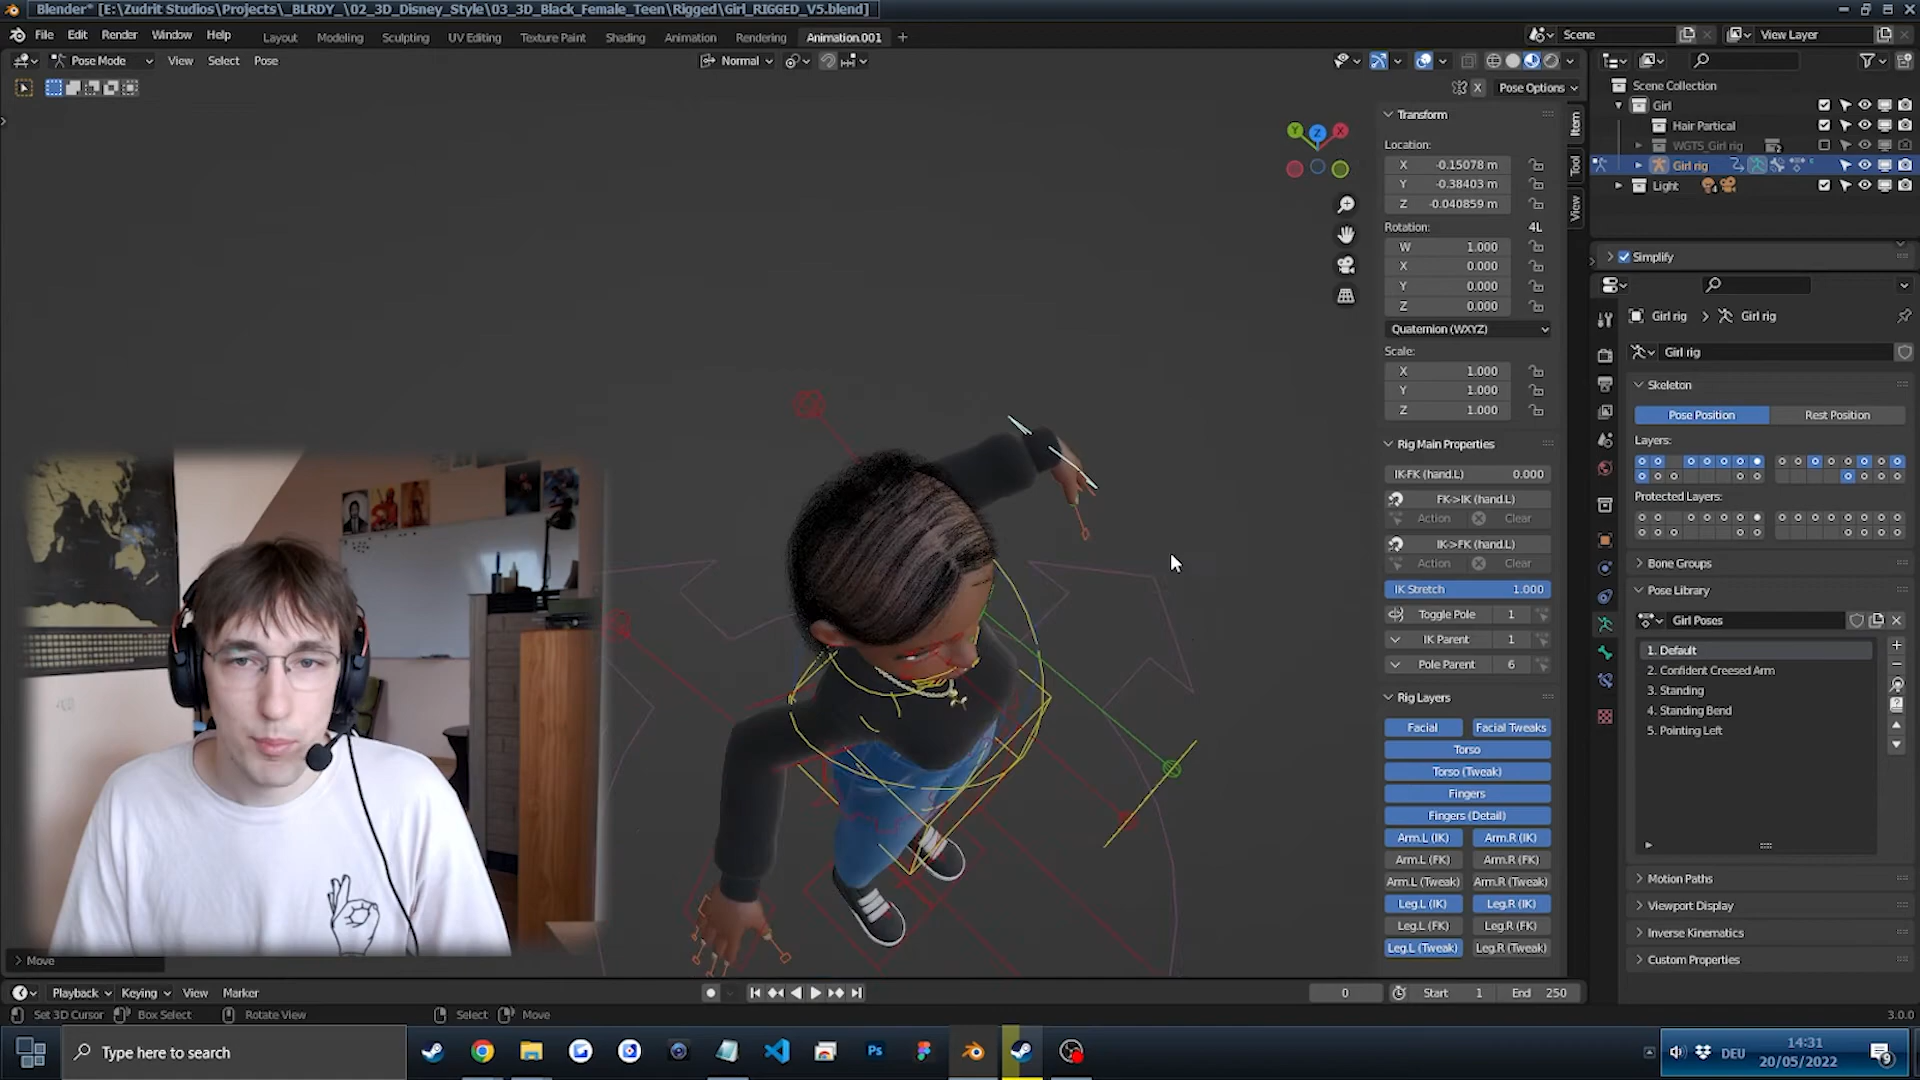 Blender* [E:\Zudrit Studios\Projects\_BLRDY_\02_3D_Disney_Style\03_3D_Black_Female_Teen\Rigged\Girl_RIGGED_V5.blend]
File Edit Render Window Help Layout Modeling Sculpting UV Editing Texture Paint Shading Animation Rendering Animation.001 + Scene View Layer
Pose Mode View Select Pose Normal
X Pose Options
Scene Collection
Girl
Hair Partical
WGTS_Girl rig
Girl rig
Light
Simplify
Y Z X
Item
Tool
View
Transform
Location:
X -0.15078 m
Y -0.38403 m
Z -0.040859 m
Rotation: 4L
W 1.000
X 0.000
Y 0.000
Z 0.000
Quaternion (WXYZ)
Scale:
X 1.000
Y 1.000
Z 1.000
Rig Main Properties
IK-FK (hand.L) 0.000
FK->IK (hand.L)
Action Clear
IK->FK (hand.L)
Action Clear
IK Stretch 1.000
Toggle Pole 1
IK Parent 1
Pole Parent 6
Rig Layers
Facial Facial Tweaks
Torso
Torso (Tweak)
Fingers
Fingers (Detail)
Arm.L (IK) Arm.R (IK)
Arm.L (FK) Arm.R (FK)
Arm.L (Tweak) Arm.R (Tweak)
Leg.L (IK) Leg.R (IK)
Leg.L (FK) Leg.R (FK)
Leg.L (Tweak) Leg.R (Tweak)
Girl rig > Girl rig
Girl rig
Skeleton
Pose Position Rest Position
Layers:
Protected Layers:
Bone Groups
Pose Library
Girl Poses
1. Default
2. Confident Creesed Arm
3. Standing
4. Standing Bend
5. Pointing Left
Motion Paths
Viewport Display
Inverse Kinematics
Custom Properties
Move
Playback Keying View Marker 0 Start 1 End 250
Set 3D Cursor Box Select Rotate View Select Move 3.0.0
Type here to search
Ps
DEU
14:31
20/05/2022
9